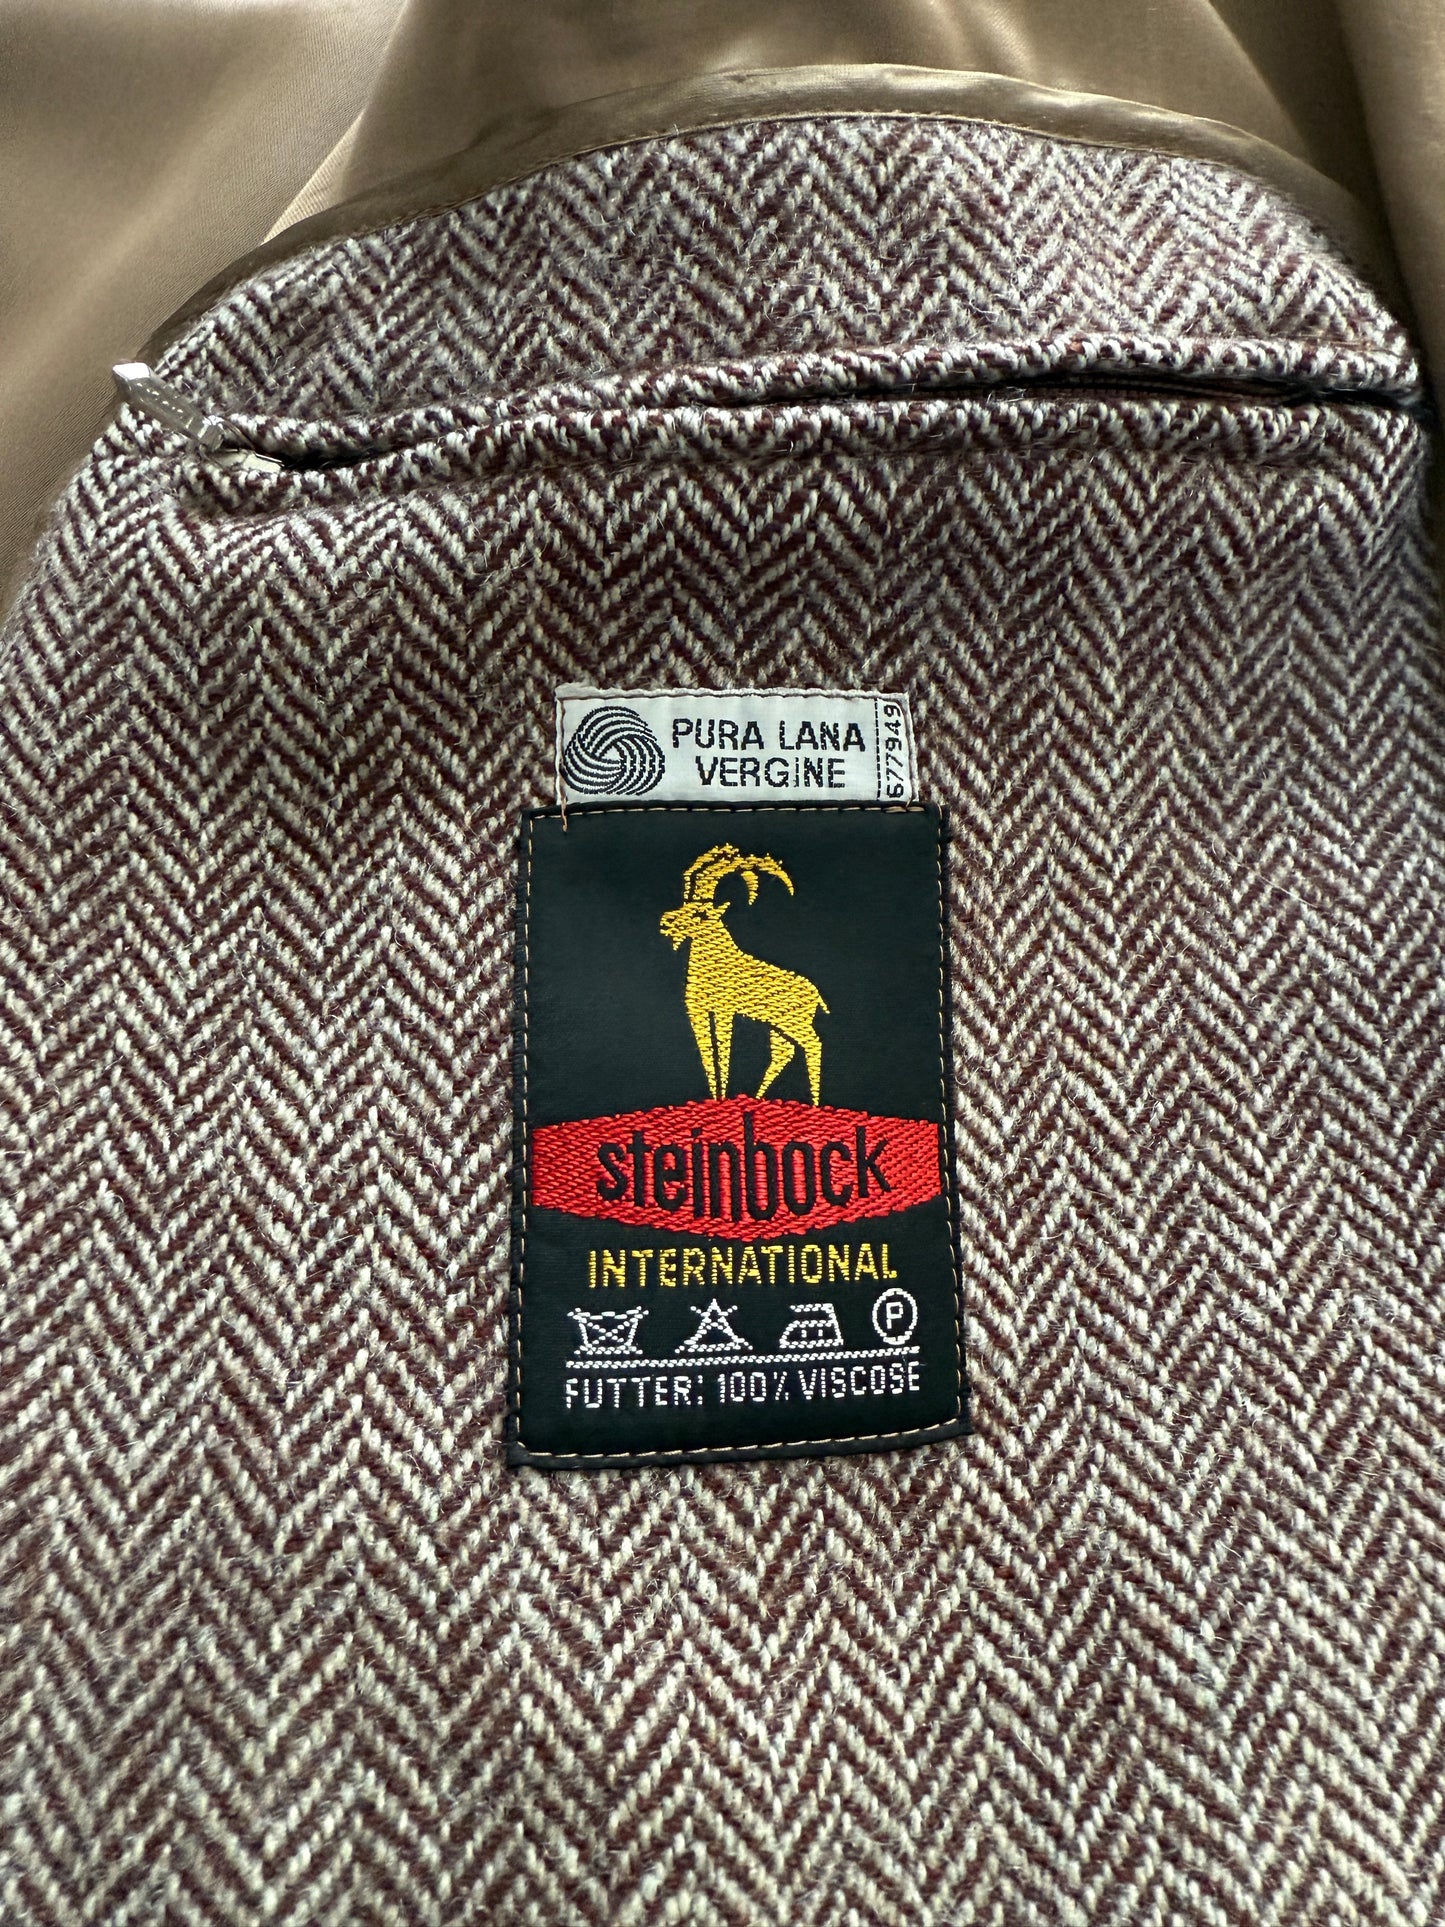 PURA LANA
VERGINE
677949
steinbock
INTERNATIONAL
P
FUTTER: 100% VISCOSE